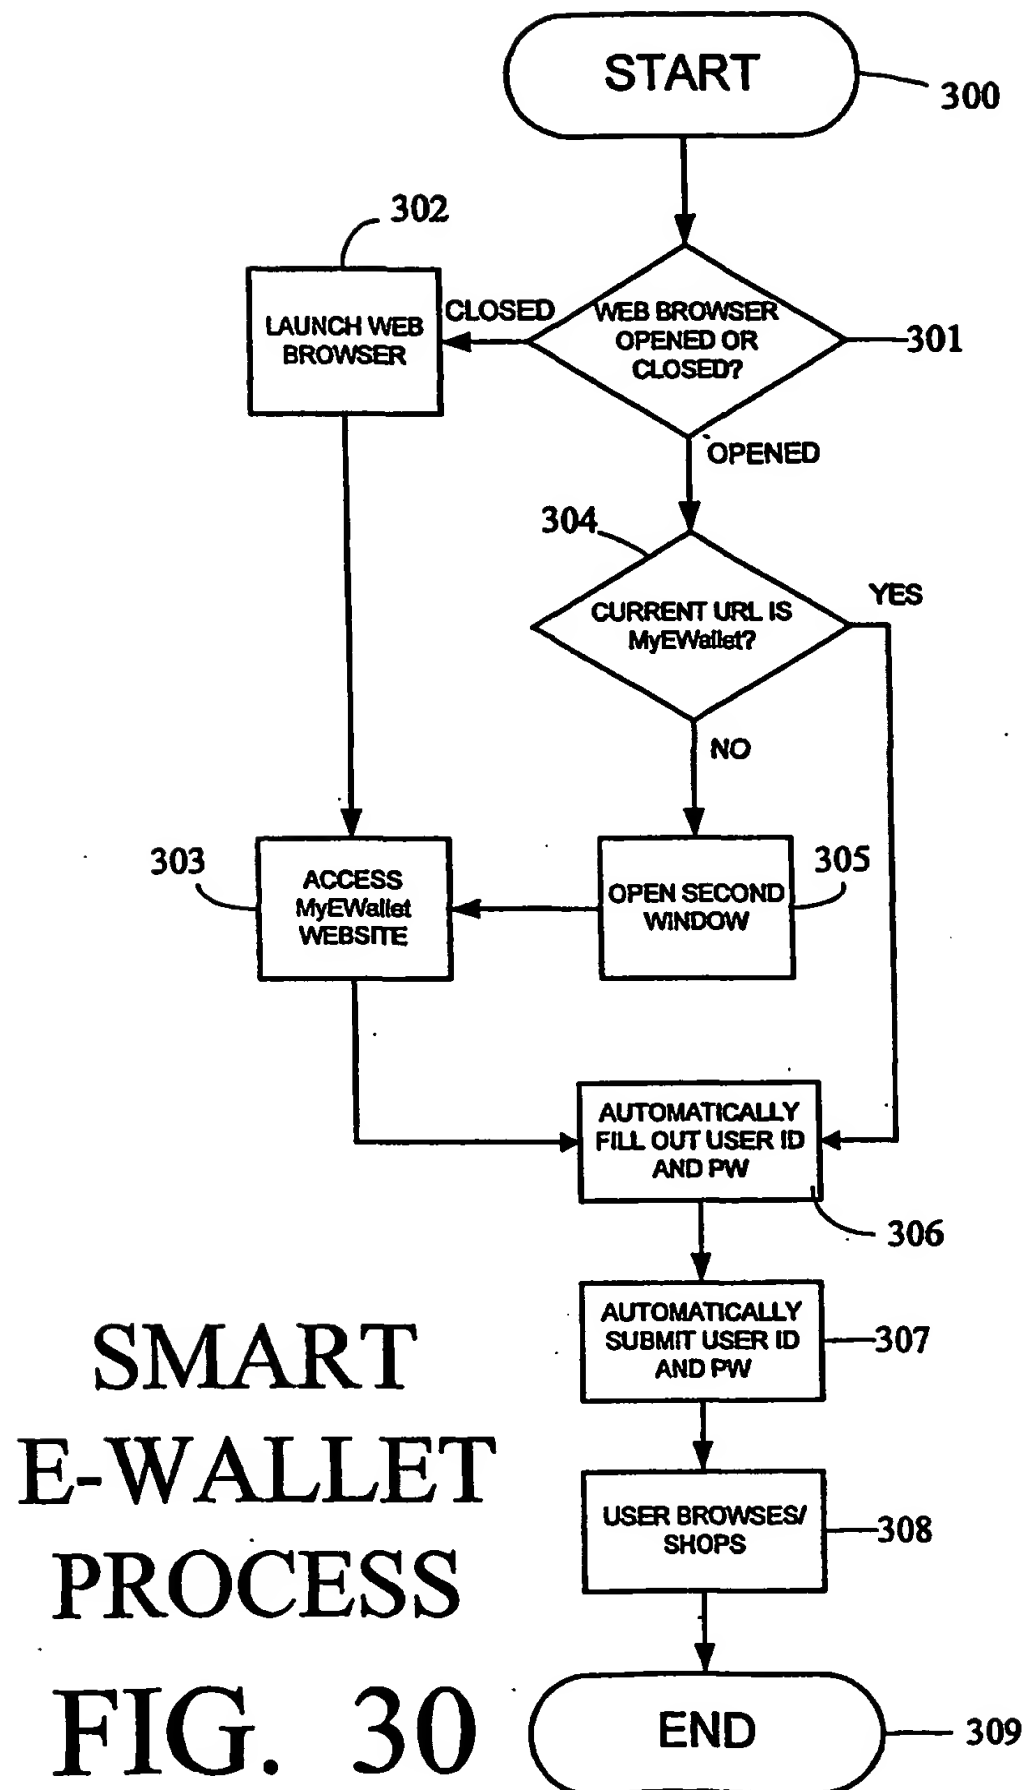 START
300
302
LAUNCH WEB
BROWSER
CLOSED
WEB BROWSER
OPENED OR
CLOSED?
301
OPENED
304
CURRENT URL IS
MyEWallet?
YES
NO
303
ACCESS
MyEWallet
WEBSITE
OPEN SECOND
WINDOW
305
AUTOMATICALLY
FILL OUT USER ID
AND PW
306
AUTOMATICALLY
SUBMIT USER ID
AND PW
307
USER BROWSES/
SHOPS
308
END
309
SMART
E-WALLET
PROCESS
FIG. 30